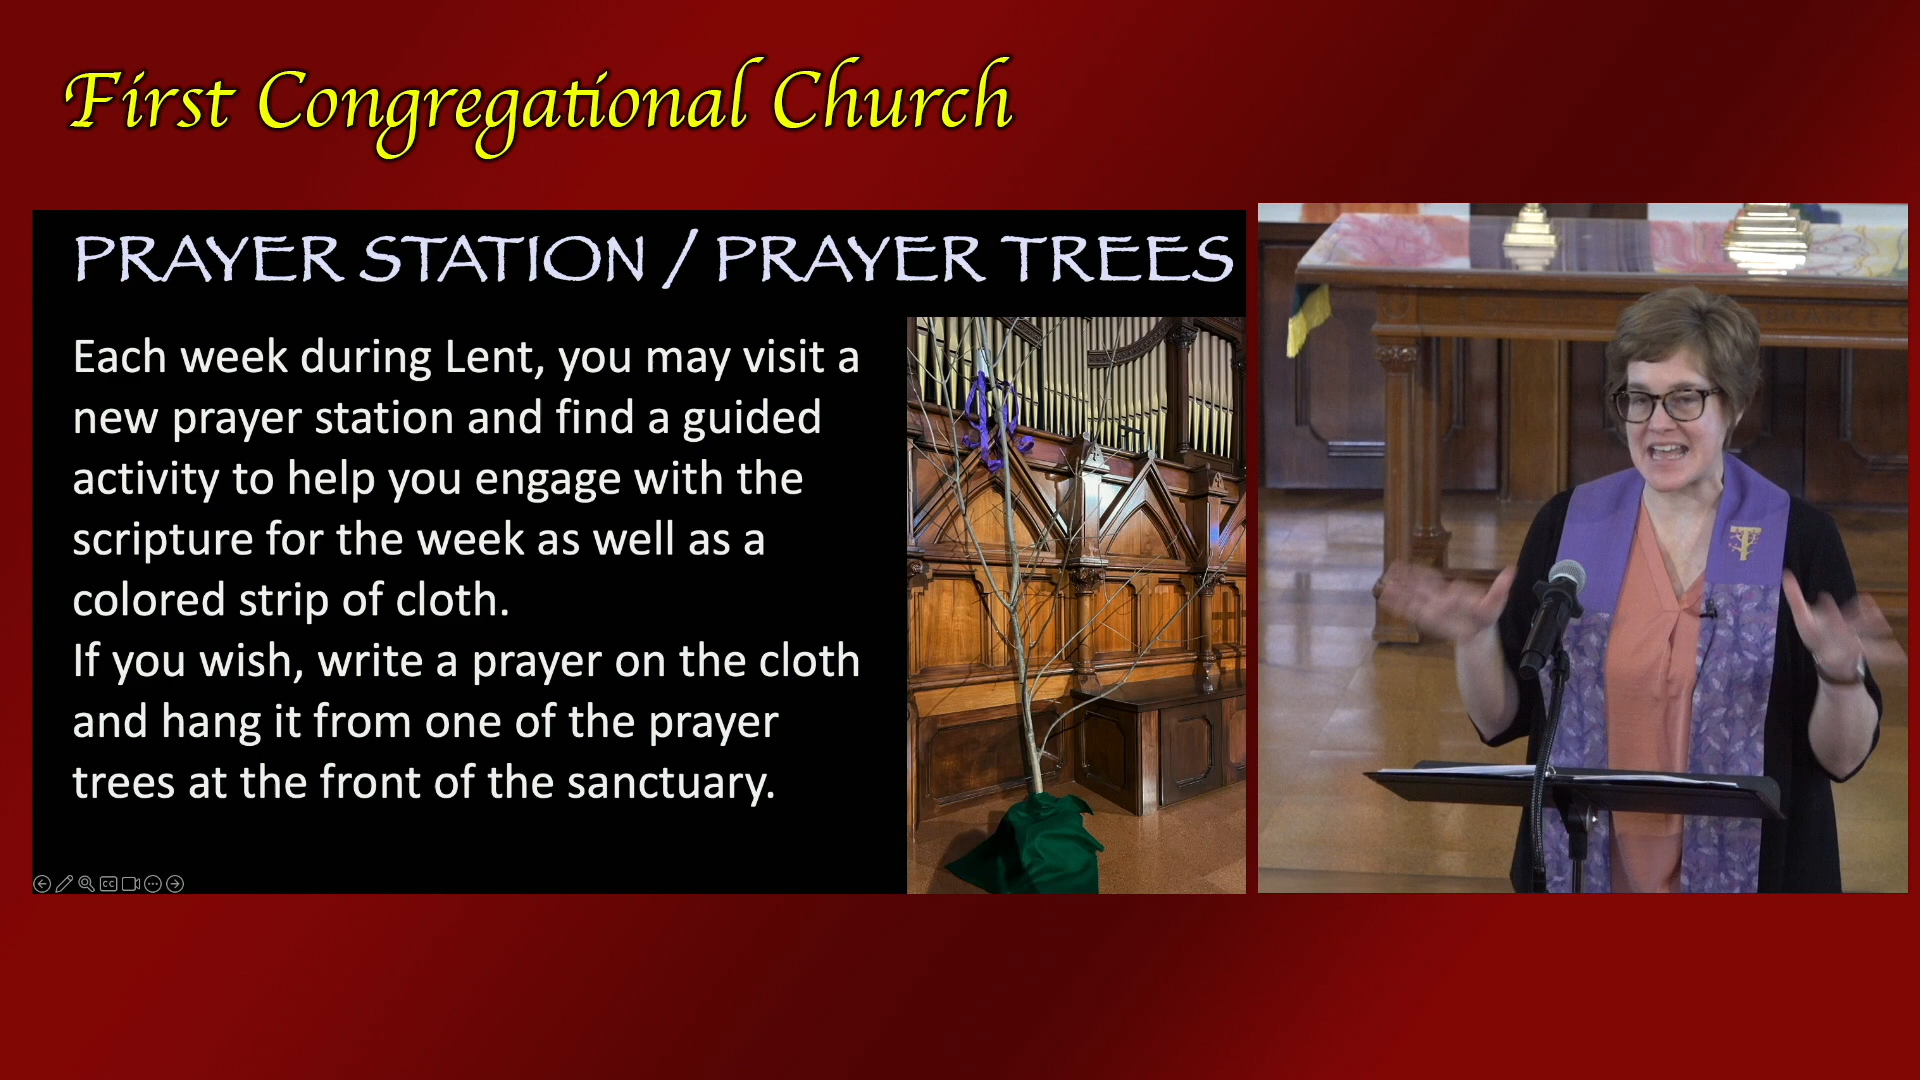 First Congregational Church
PRAYER STATION / PRAYER TREES
Each week during Lent, you may visit a
new prayer station and find a guided
activity to help you engage with the
scripture for the week as well as a
colored strip of cloth.
If you wish, write a prayer on the cloth
and hang it from one of the prayer
trees at the front of the sanctuary.
CC